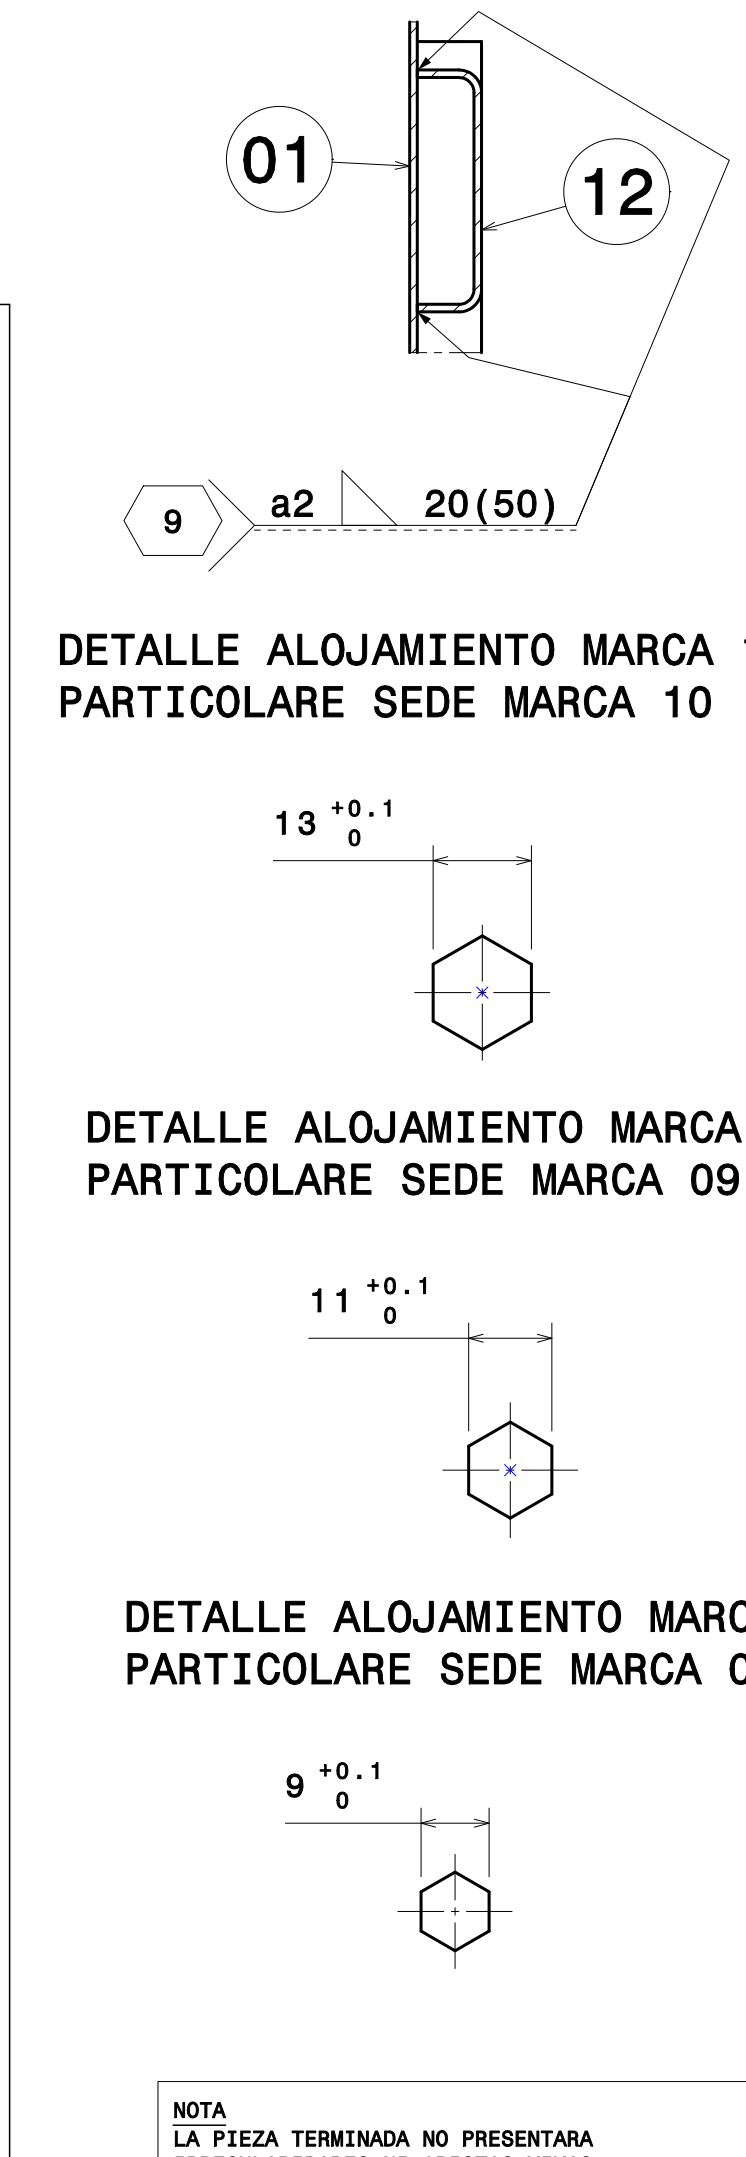 01
12
9
a2
20(50)
DETALLE ALOJAMIENTO MARCA
PARTICOLARE SEDE MARCA 10
13 +0.1
0
DETALLE ALOJAMIENTO MARCA
PARTICOLARE SEDE MARCA 09
11 +0.1
0
DETALLE ALOJAMIENTO
PARTICOLARE SEDE MARCA
9 +0.1
0
NOTA
LA PIEZA TERMINADA NO PRESENTARA